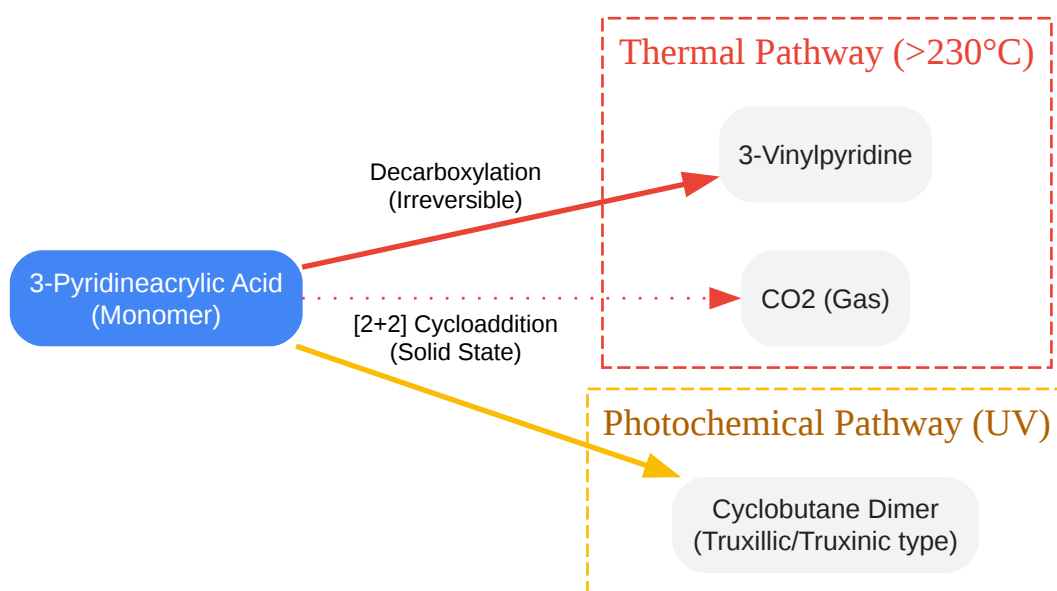 Thermal Pathway (>230°C)
3-Vinylpyridine
Decarboxylation
(Irreversible)
3-Pyridineacrylic Acid
(Monomer)
CO2 (Gas)
[2+2] Cycloaddition
(Solid State)
Photochemical Pathway (UV)
Cyclobutane Dimer
(Truxillic/Truxinic type)